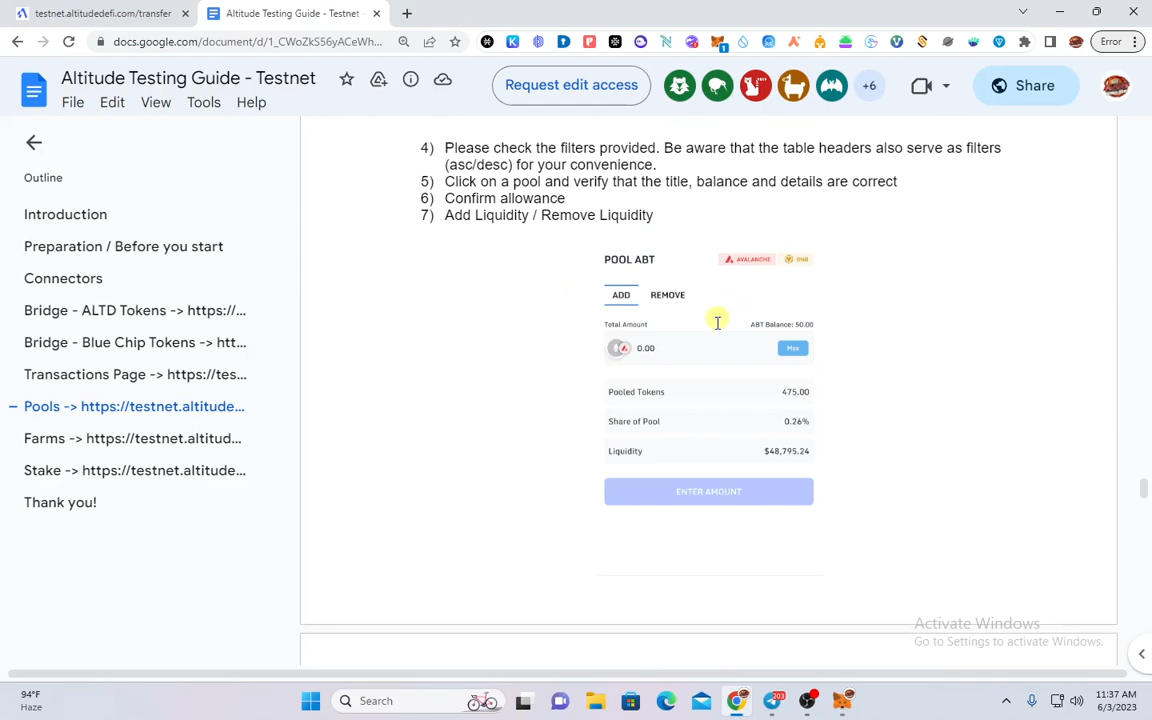 testnet.altitudedefi.com/transfer
Altitude Testing Guide - Testnet -
docs.google.com/document/d/1_CWoZkS56yACeWh...
Error
Altitude Testing Guide - Testnet
File Edit View Tools Help
Request edit access
+6
Share
Outline
Introduction
Preparation / Before you start
Connectors
Bridge - ALTD Tokens -> https://...
Bridge - Blue Chip Tokens -> htt...
Transactions Page -> https://tes...
Pools -> https://testnet.altitude...
Farms -> https://testnet.altitud...
Stake -> https://testnet.altitude...
Thank you!
4) Please check the filters provided. Be aware that the table headers also serve as filters
(asc/desc) for your convenience.
5) Click on a pool and verify that the title, balance and details are correct
6) Confirm allowance
7) Add Liquidity / Remove Liquidity
POOL ABT
AVALANCHE
BNB
ADD REMOVE
Total Amount
ABT Balance: 50.00
0.00
Max
Pooled Tokens 475.00
Share of Pool 0.26%
Liquidity $48,795.24
ENTER AMOUNT
Activate Windows
Go to Settings to activate Windows.
94°F
Haze
Search
203
11:37 AM
6/3/2023